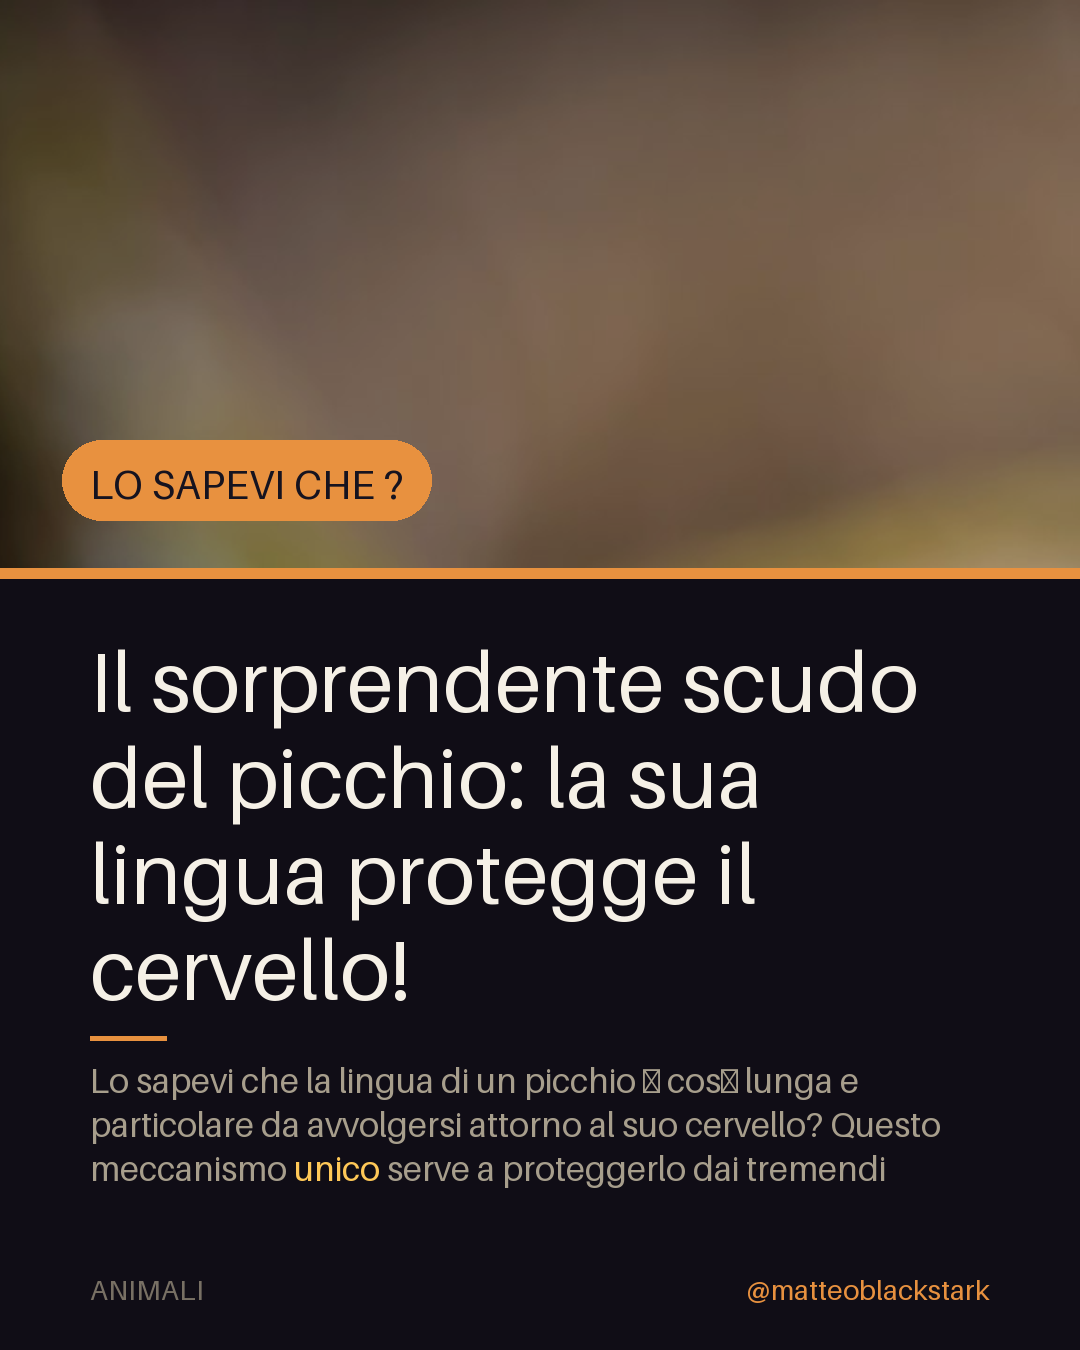 LO SAPEVI CHE ?
Il sorprendente scudo
del picchio: la sua
lingua protegge il
cervello!
Lo sapevi che la lingua di un picchio ☒ cos☒ lunga e
particolare da avvolgersi attorno al suo cervello? Questo
meccanismo unico serve a proteggerlo dai tremendi
ANIMALI
@matteoblackstark